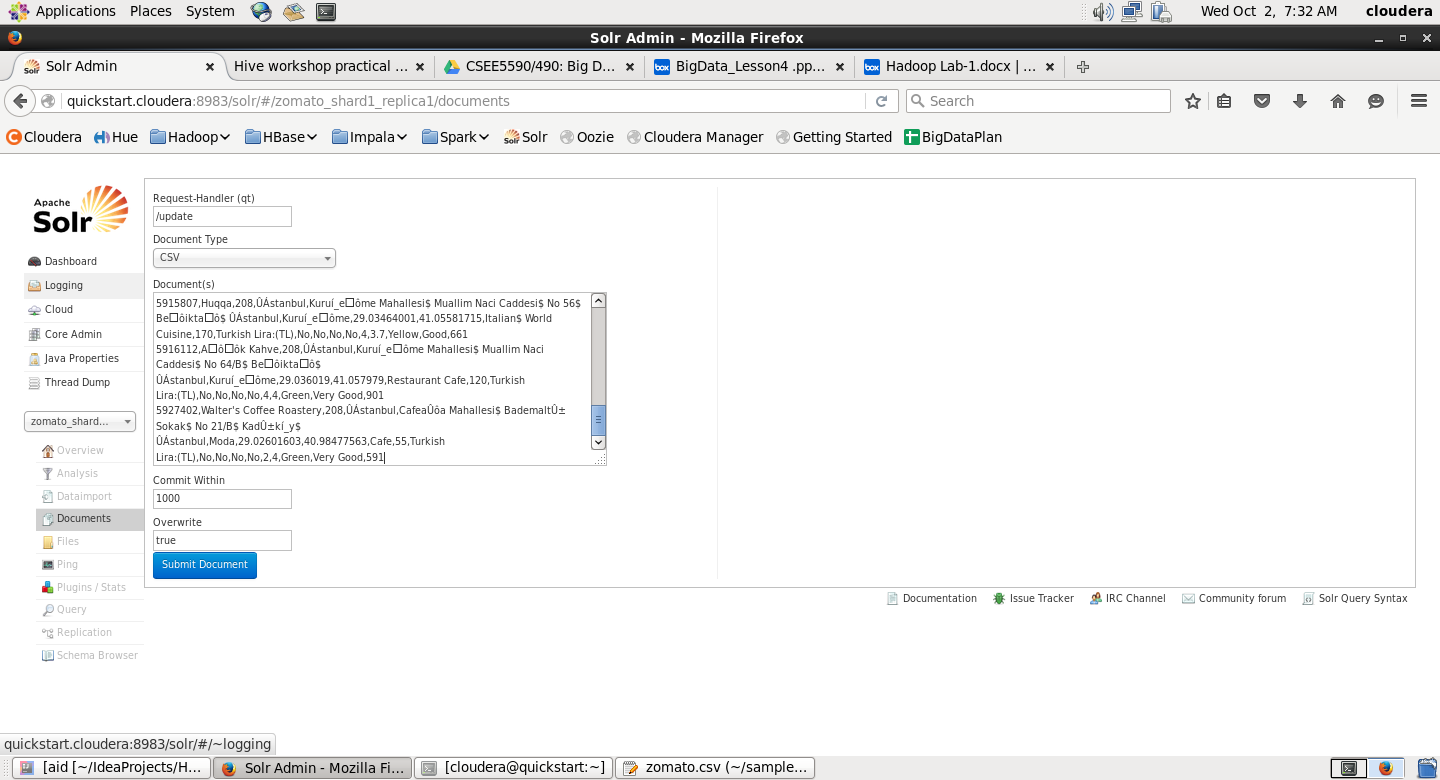 Applications Places System Wed Oct 2, 7:32 AM cloudera
Solr Admin - Mozilla Firefox
Solr Admin Hive workshop practical ... CSEE5590/490: Big D... BigData_Lesson4 .pp... Hadoop Lab-1.docx | ...
quickstart.cloudera:8983/solr/#/zomato_shard1_replica1/documents Search
Cloudera Hue Hadoop HBase Impala Spark Solr Oozie Cloudera Manager Getting Started BigDataPlan
Apache
Solr
Dashboard
Logging
Cloud
Core Admin
Java Properties
Thread Dump
zomato_shard...
Overview
Analysis
Dataimport
Documents
Files
Ping
Plugins / Stats
Query
Replication
Schema Browser
Request-Handler (qt)
/update
Document Type
CSV
Document(s)
5915807,Huqqa,208,ÛÁstanbul,Kuruí_e□ôme Mahallesi$ Muallim Naci Caddesi$ No 56$
Be□ôikta□ô$ ÛÁstanbul,Kuruí_e□ôme,29.03464001,41.05581715,Italian$ World
Cuisine,170,Turkish Lira:(TL),No,No,No,No,4,3.7,Yellow,Good,661
5916112,A□ô□ôk Kahve,208,ÛÁstanbul,Kuruí_e□ôme Mahallesi$ Muallim Naci
Caddesi$ No 64/B$ Be□ôikta□ô$
ÛÁstanbul,Kuruí_e□ôme,29.036019,41.057979,Restaurant Cafe,120,Turkish
Lira:(TL),No,No,No,No,4,4,Green,Very Good,901
5927402,Walter's Coffee Roastery,208,ÛÁstanbul,CafeaÛôa Mahallesi$ BademaltÛ±
Sokak$ No 21/B$ KadÛ±kí_y$
ÛÁstanbul,Moda,29.02601603,40.98477563,Cafe,55,Turkish
Lira:(TL),No,No,No,No,2,4,Green,Very Good,591
Commit Within
1000
Overwrite
true
Submit Document
Documentation Issue Tracker IRC Channel Community forum Solr Query Syntax
quickstart.cloudera:8983/solr/#/~logging
[aid [~/IdeaProjects/H... Solr Admin - Mozilla Fi... [cloudera@quickstart:~] zomato.csv (~/sample...